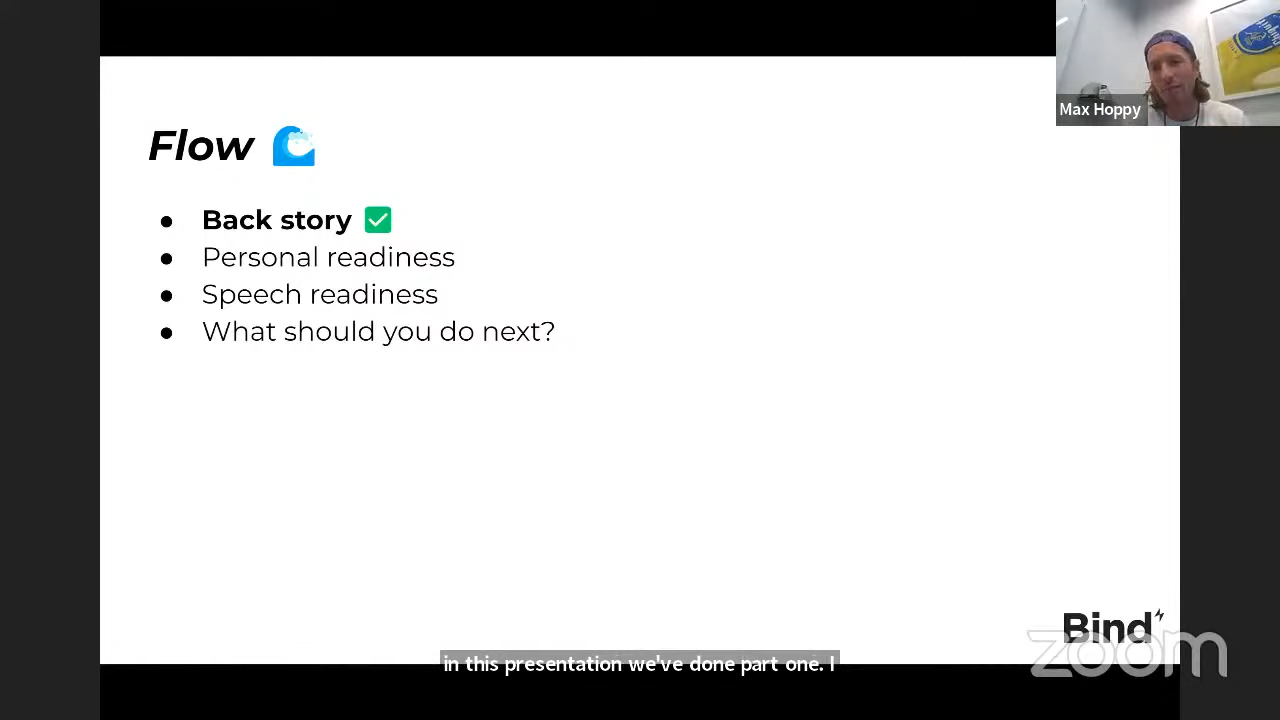 Flow
Back story
Personal readiness
Speech readiness
What should you do next?
Max Hoppy
Bind
zoom
in this presentation we've done part one. I